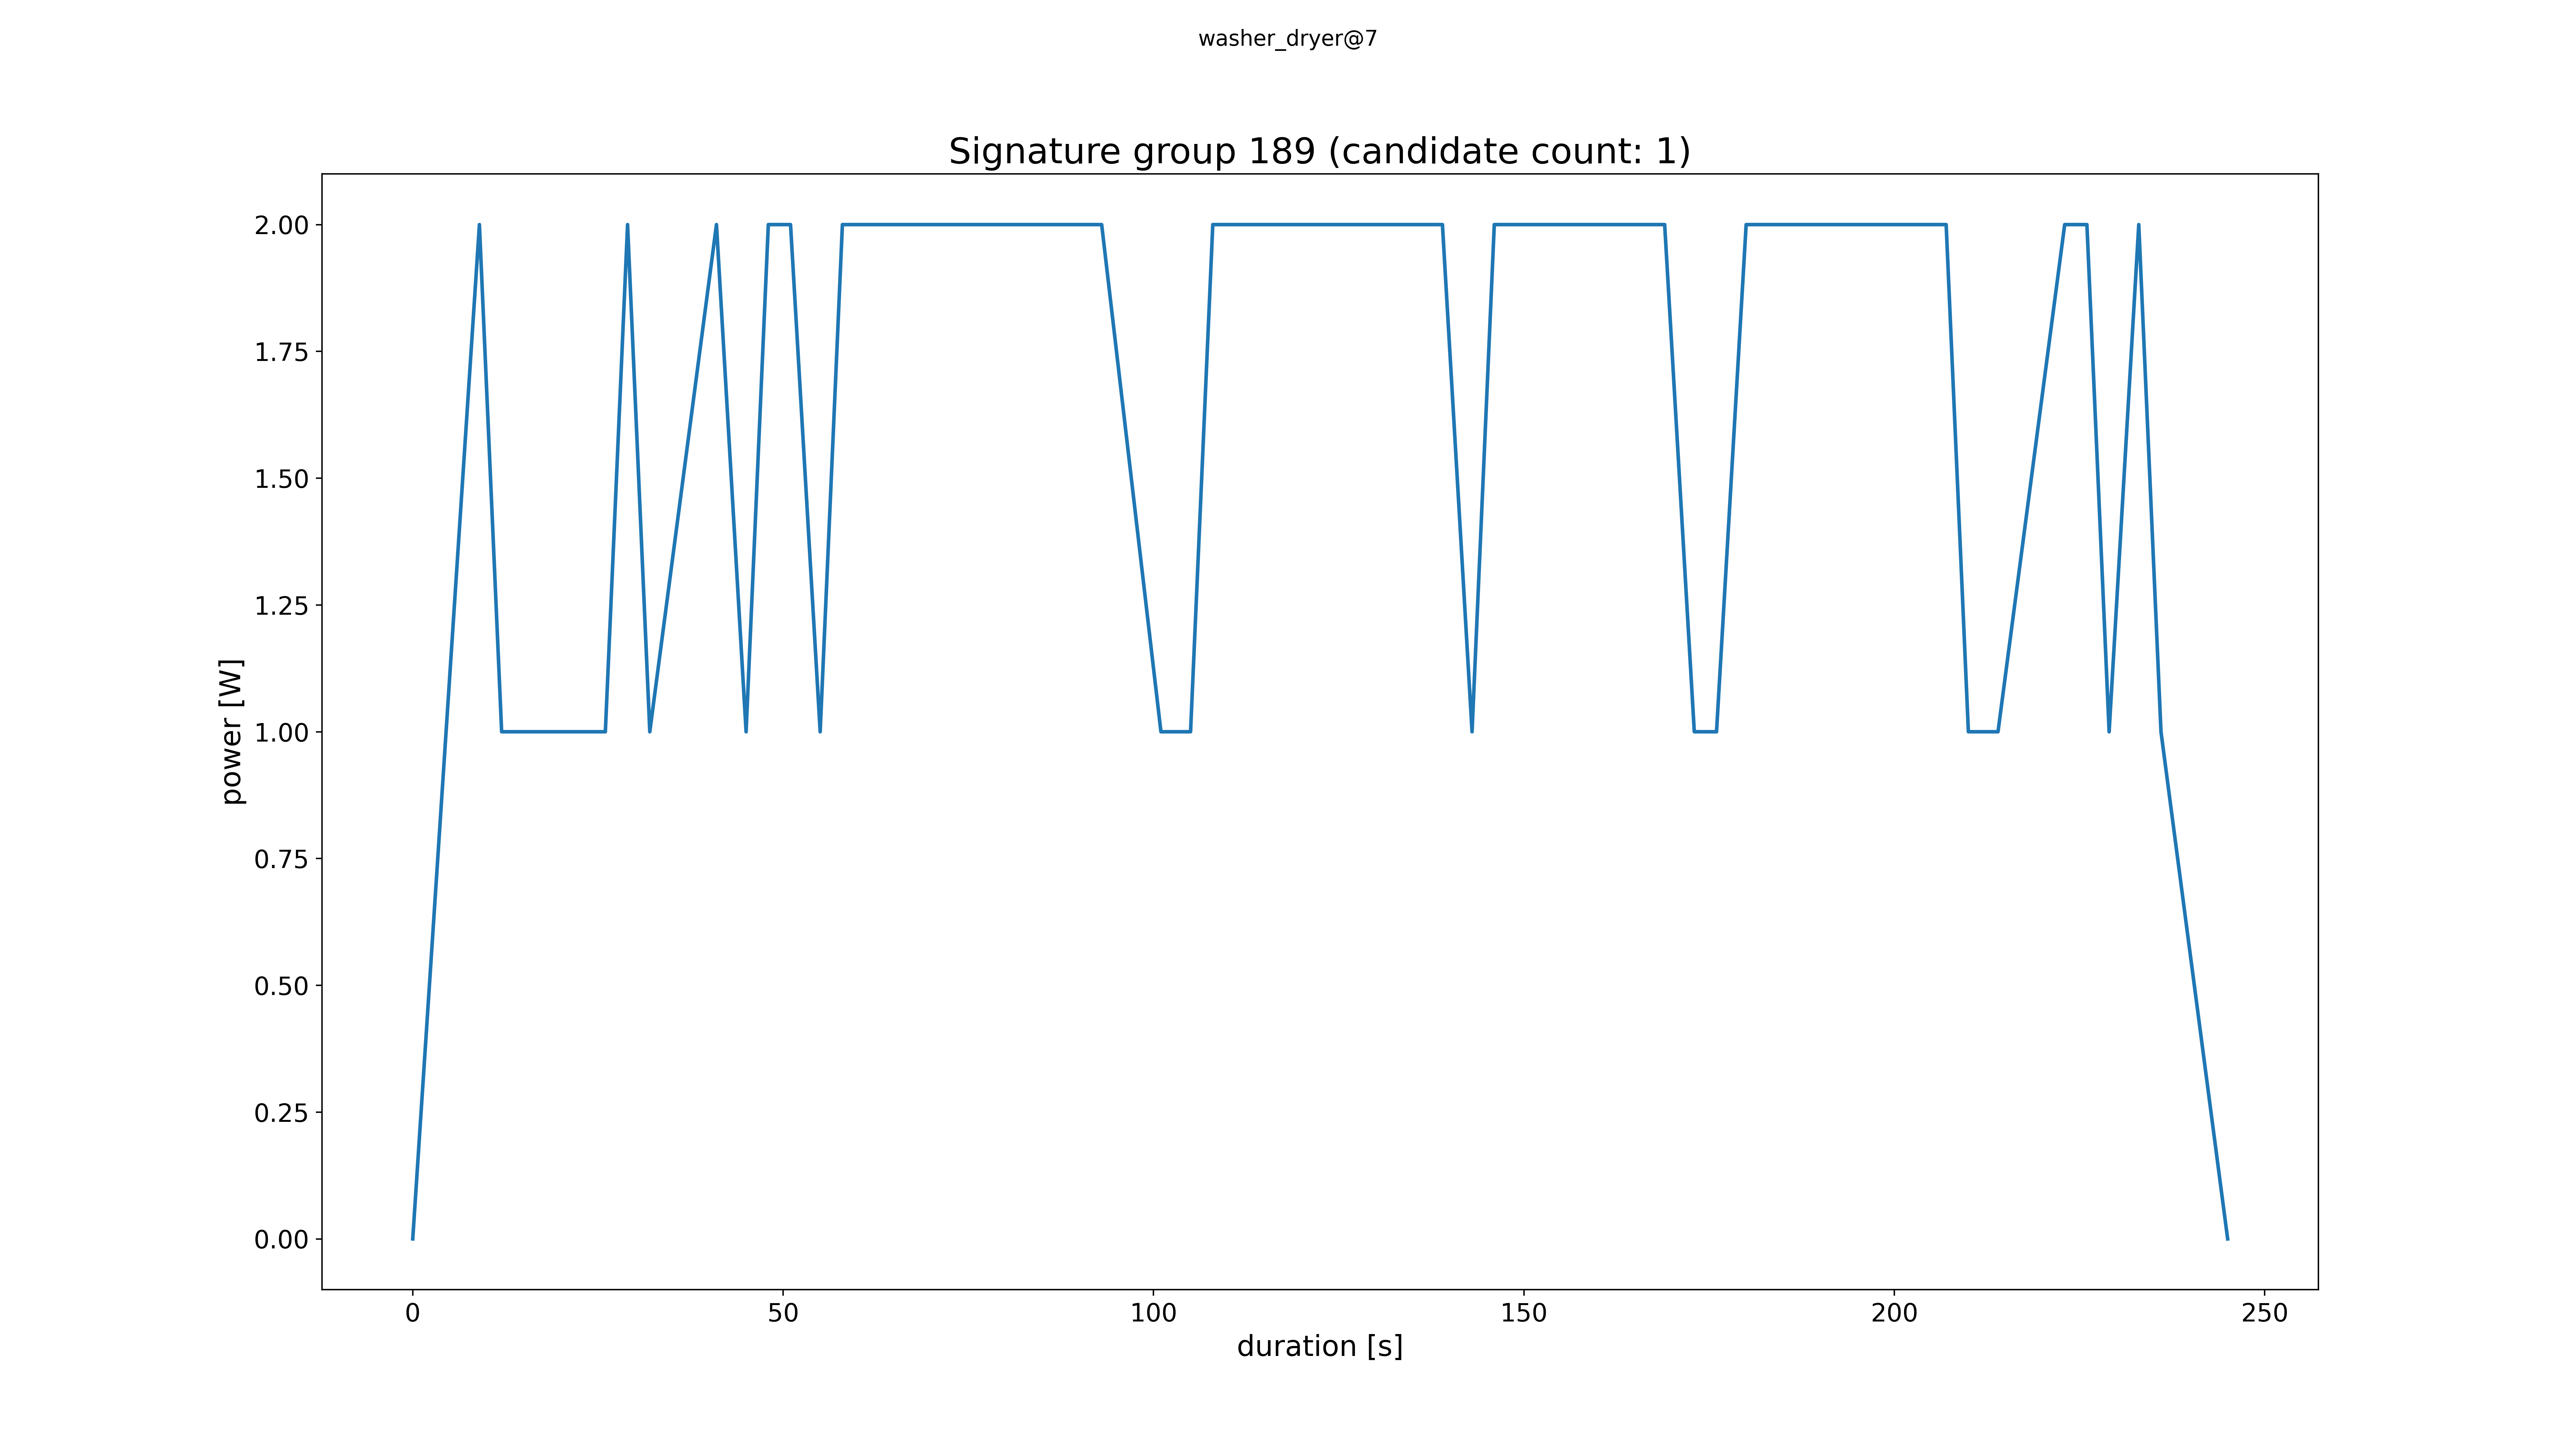 washer_dryer@7
Signature group 189 (candidate count: 1)
power [W]
2.00
1.75
1.50
1.25
1.00
0.75
0.50
0.25
0.00
0 50 100 150 200 250
duration [s]